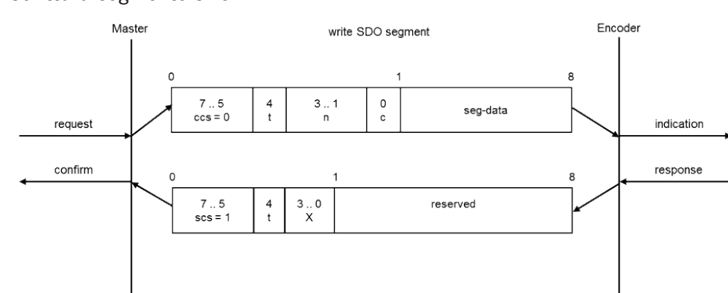 Master
write SDO segment
Encoder
0
1
8
7 .. 5
ccs = 0
4
t
3 .. 1
n
0
c
seg-data
request
indication
confirm
response
0
1
8
7 .. 5
scs = 1
4
t
3 .. 0
X
reserved